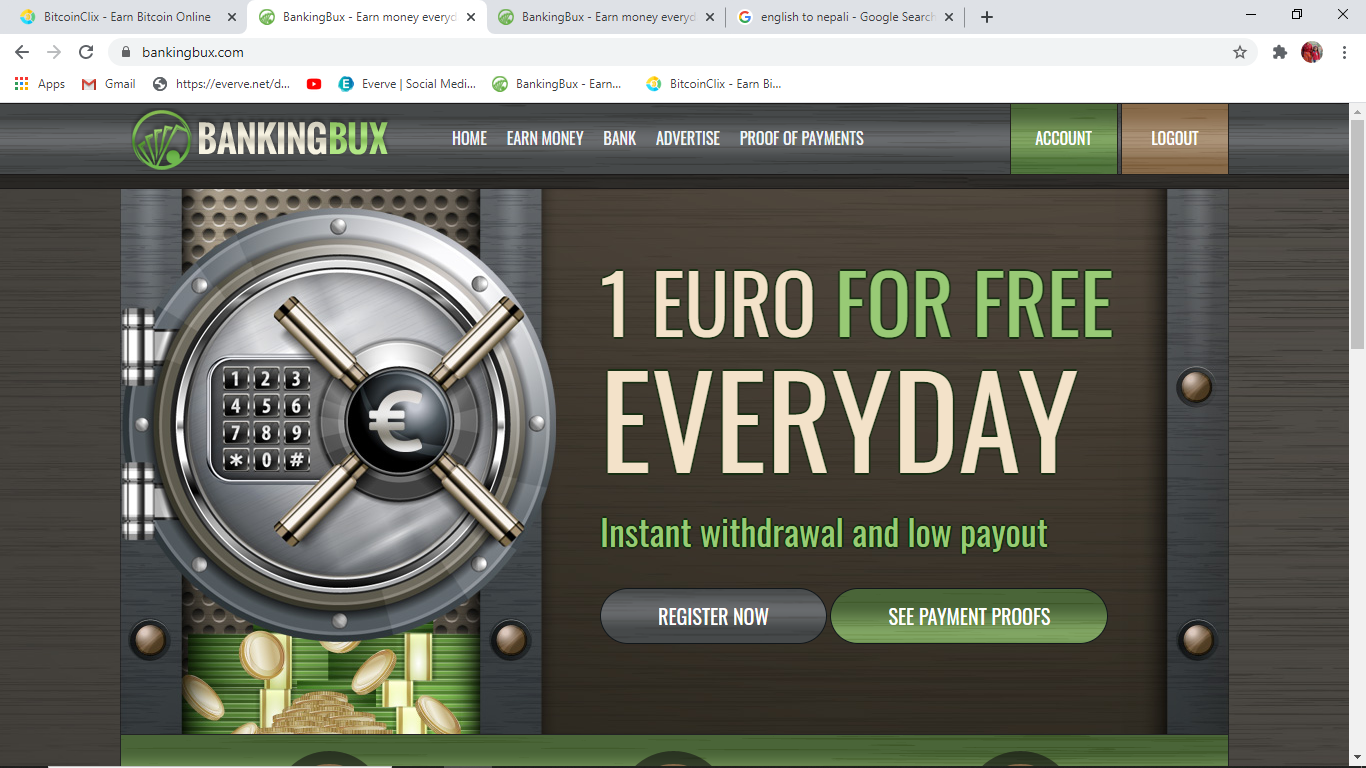 BitcoinClix - Earn Bitcoin Online
BankingBux - Earn money everyd
BankingBux - Earn money everyd
english to nepali - Google Search
bankingbux.com
Apps
Gmail
https://everve.net/d...
Everve | Social Medi...
BankingBux - Earn...
BitcoinClix - Earn Bi...
BANKINGBUX
HOME
EARN MONEY
BANK
ADVERTISE
PROOF OF PAYMENTS
ACCOUNT
LOGOUT
1 EURO FOR FREE
EVERYDAY
Instant withdrawal and low payout
REGISTER NOW
SEE PAYMENT PROOFS
1 2 3
4 5 6
7 8 9
* 0 #
€